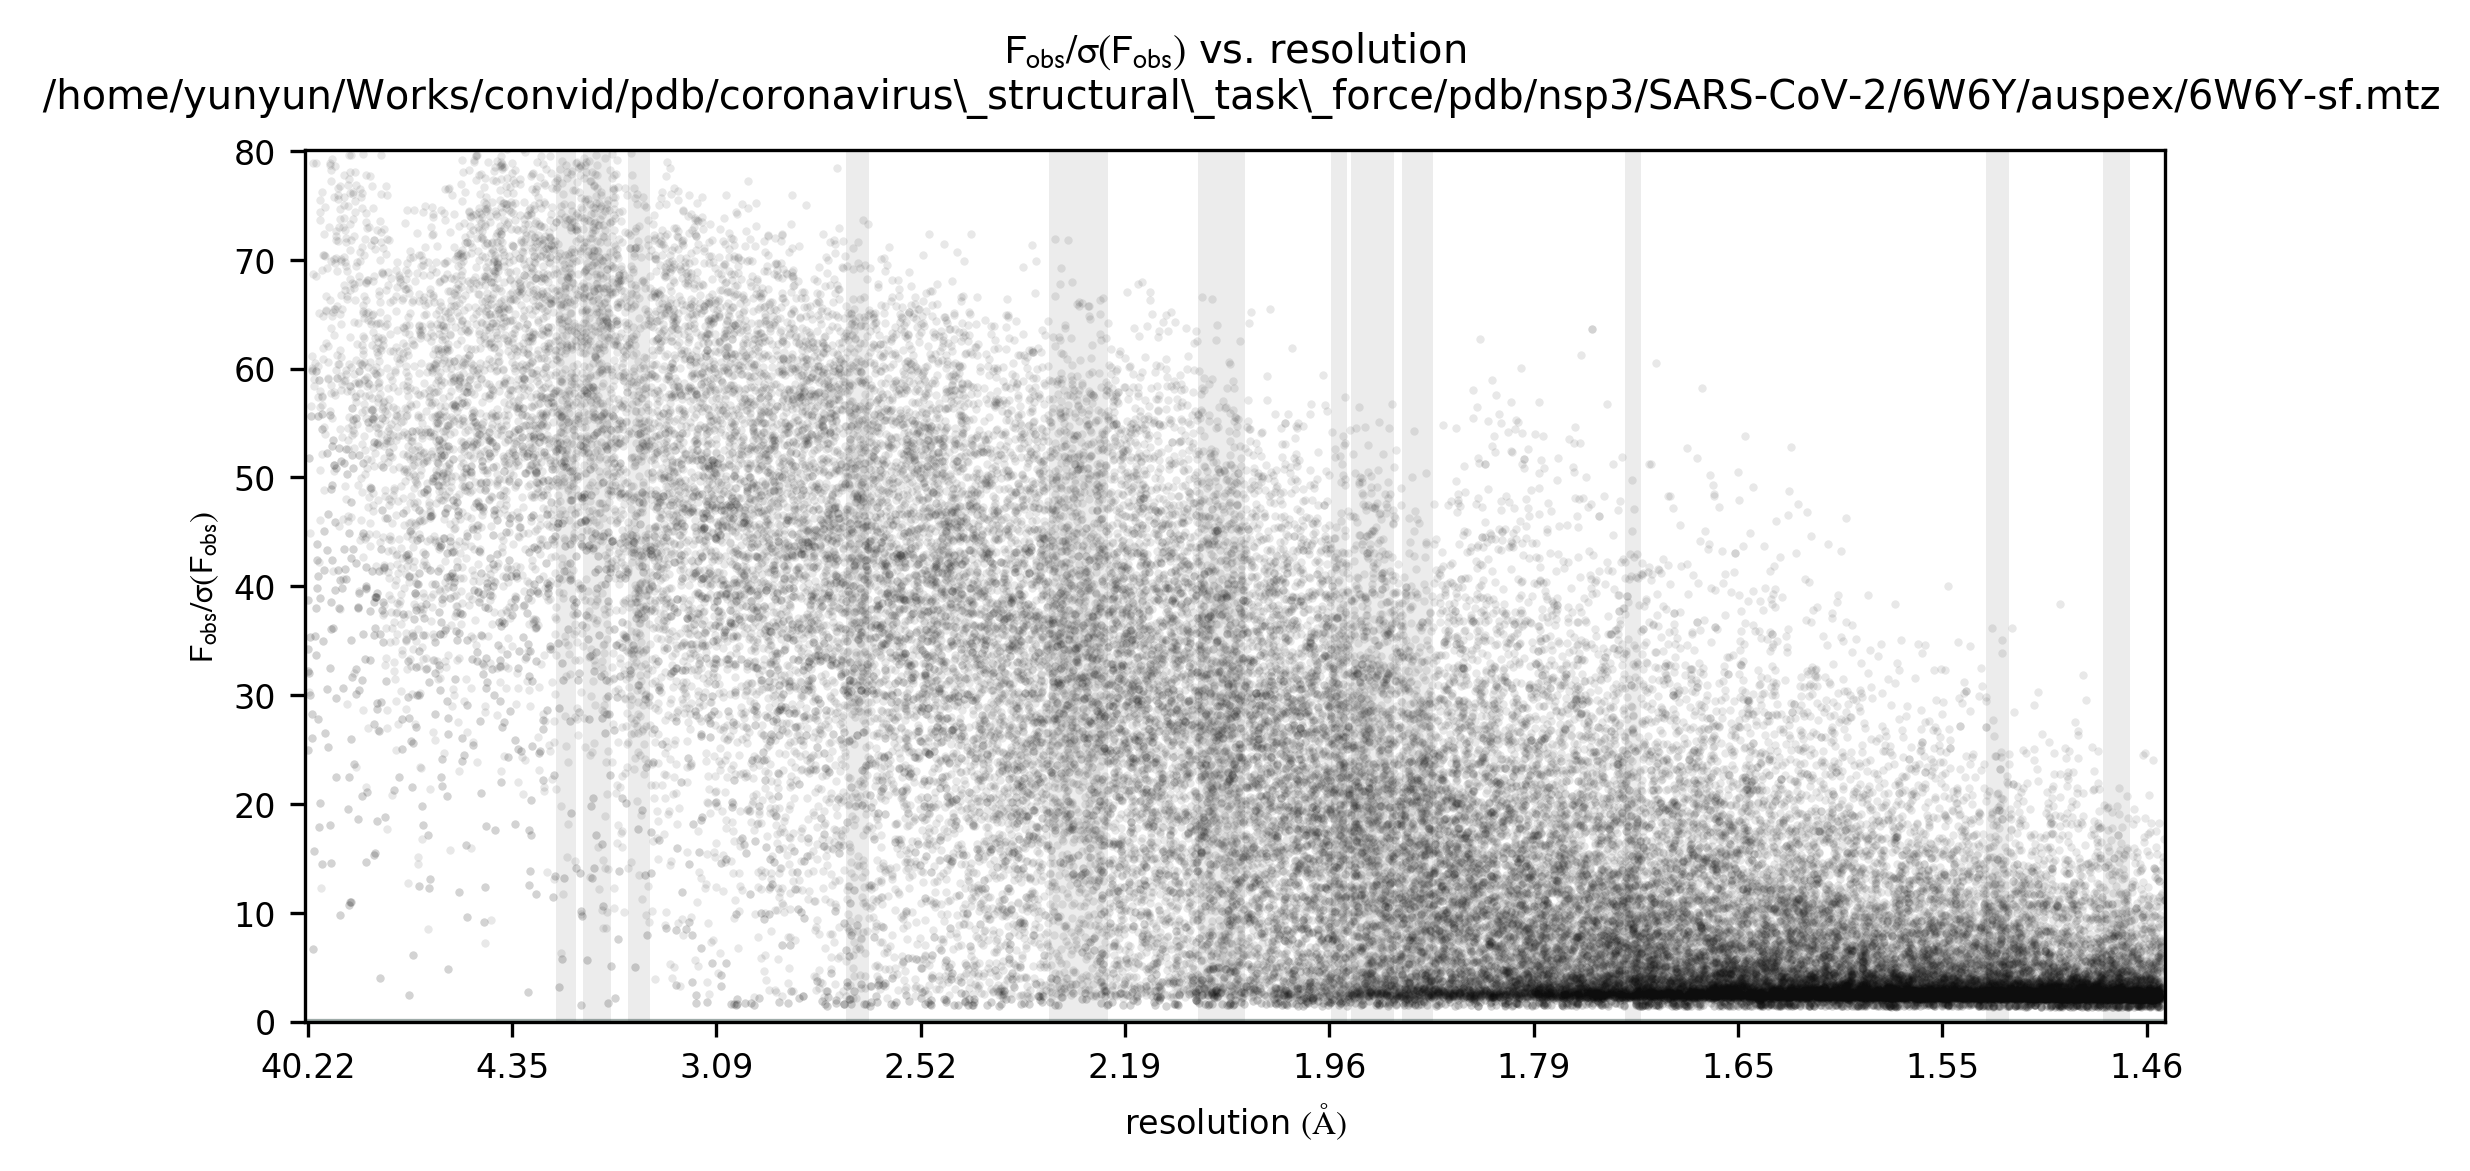 Fobs/σ(Fobs) vs. resolution
/home/yunyun/Works/convid/pdb/coronavirus\_structural\_task\_force/pdb/nsp3/SARS-CoV-2/6W6Y/auspex/6W6Y-sf.mtz
80
70
60
50
40
30
20
10
0
Fobs/σ(Fobs)
40.22 4.35 3.09 2.52 2.19 1.96 1.79 1.65 1.55 1.46
resolution (Å)